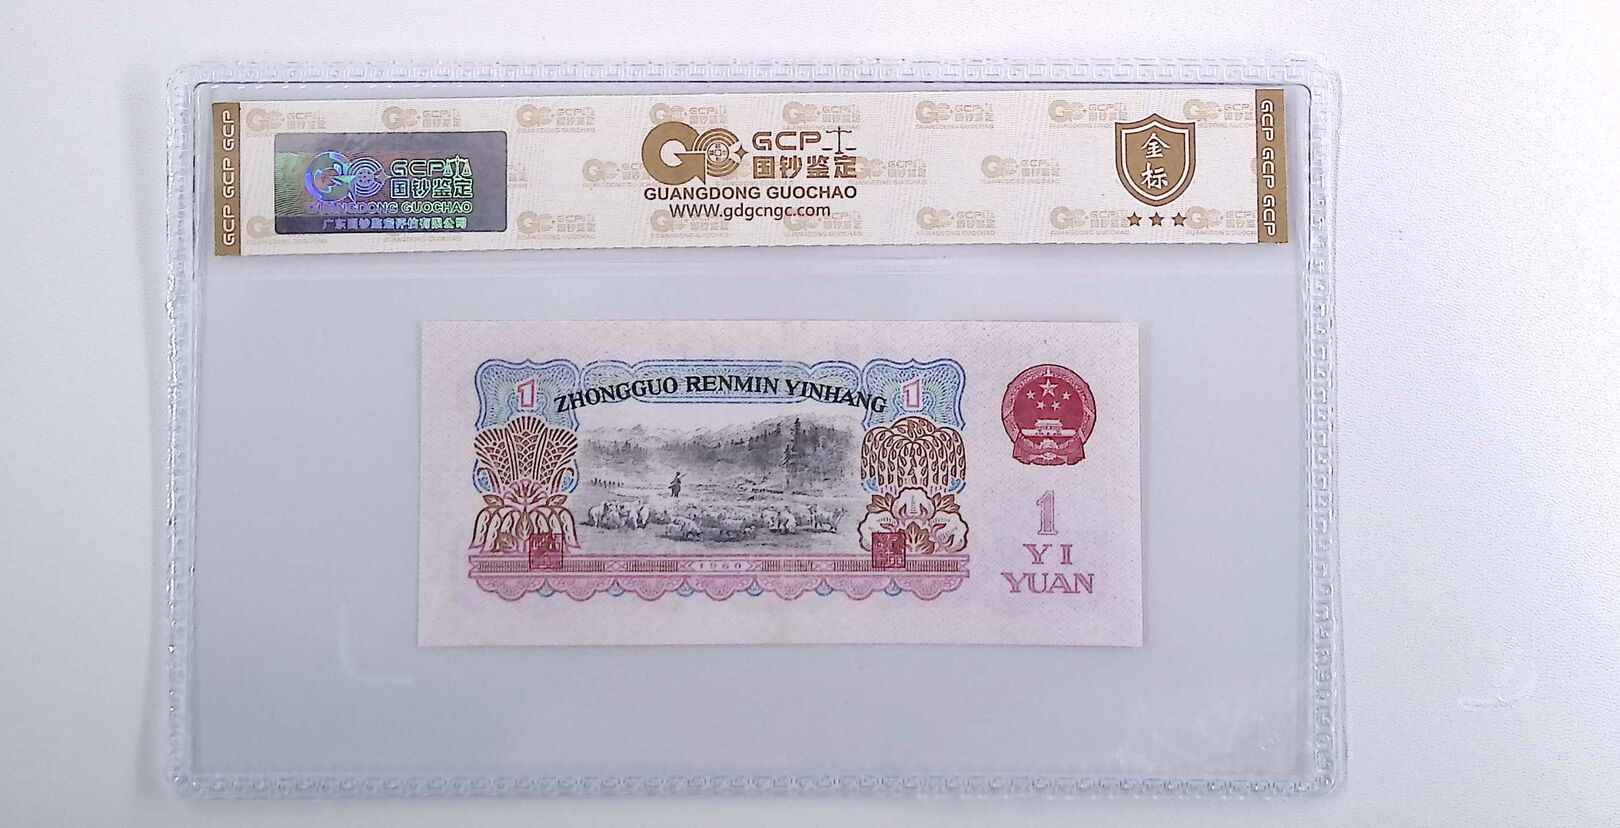 GCP GCP GCP
GCP
国钞鉴定
GUANGDONG GUOCHAO
广东国钞鉴定评估有限公司
GCP
国钞鉴定
GUANGDONG GUOCHAO
WWW.gdgcngc.com
金
标
GCP GCP GCP
ZHONGGUO RENMIN YINHANG
1
1
1960
1
YI
YUAN